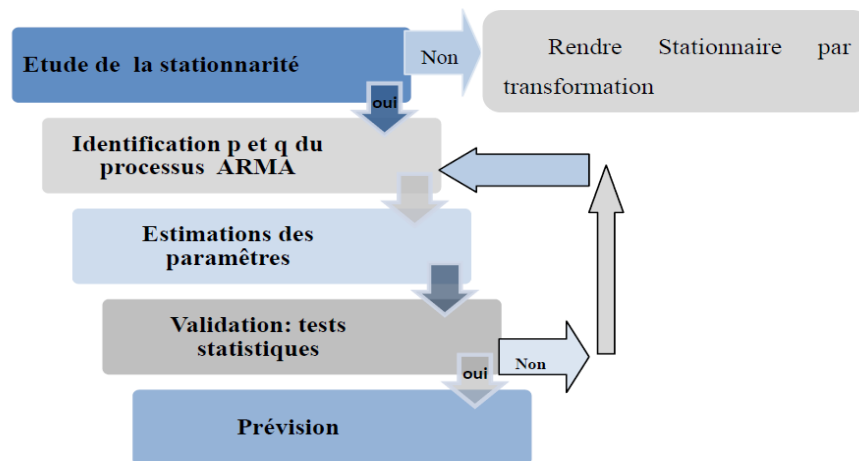 Etude de la stationnarité
Non
Rendre Stationnaire par
transformation
oui
Identification p et q du
processus ARMA
Estimations des
paramêtres
Validation: tests
statistiques
Non
oui
Prévision